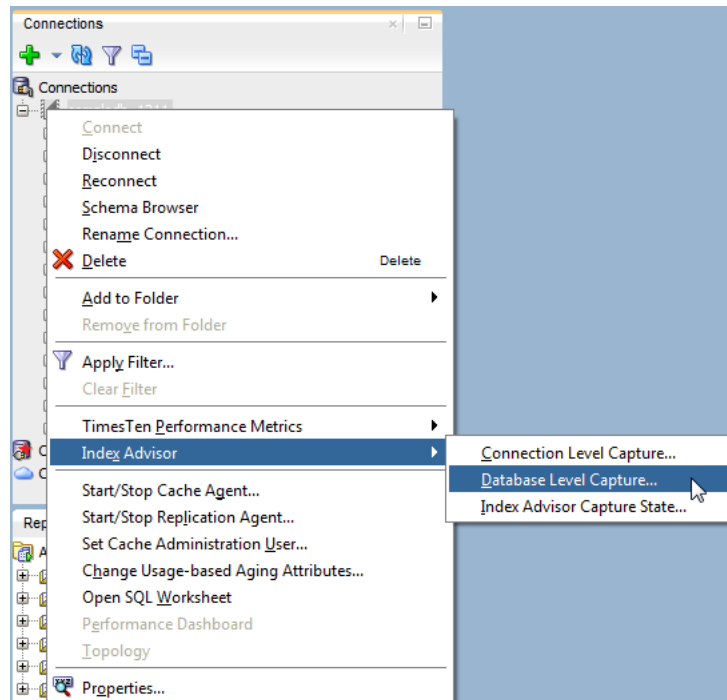 Connections
Connections
Connect
Disconnect
Reconnect
Schema Browser
Rename Connection...
Delete Delete
Add to Folder
Remove from Folder
Apply Filter...
Clear Filter
TimesTen Performance Metrics
Index Advisor
Connection Level Capture...
Database Level Capture...
Index Advisor Capture State...
Start/Stop Cache Agent...
Start/Stop Replication Agent...
Set Cache Administration User...
Change Usage-based Aging Attributes...
Open SQL Worksheet
Performance Dashboard
Topology
Properties...
C
C
Rep
A